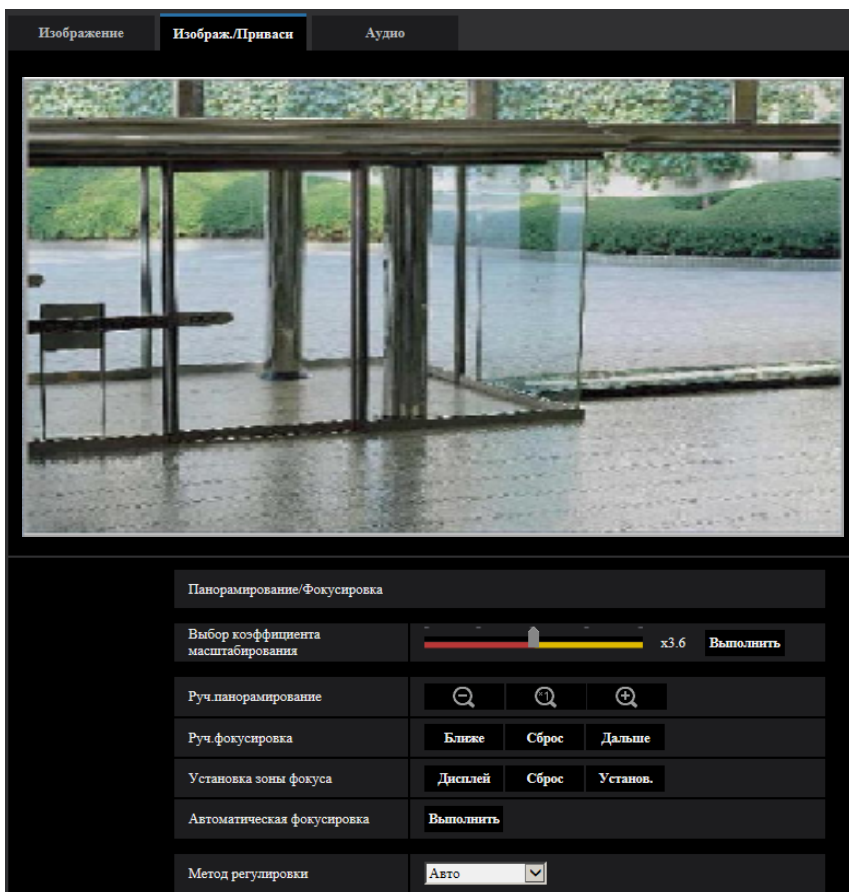 Изображение Изображ./Приваси Аудио
Панорамирование/Фокусировка
Выбор коэффициента
масштабирования
x3.6 Выполнить
Руч.панорамирование ×1
Руч.фокусировка Ближе Сброс Дальше
Установка зоны фокуса Дисплей Сброс Установ.
Автоматическая фокусировка Выполнить
Метод регулировки Авто